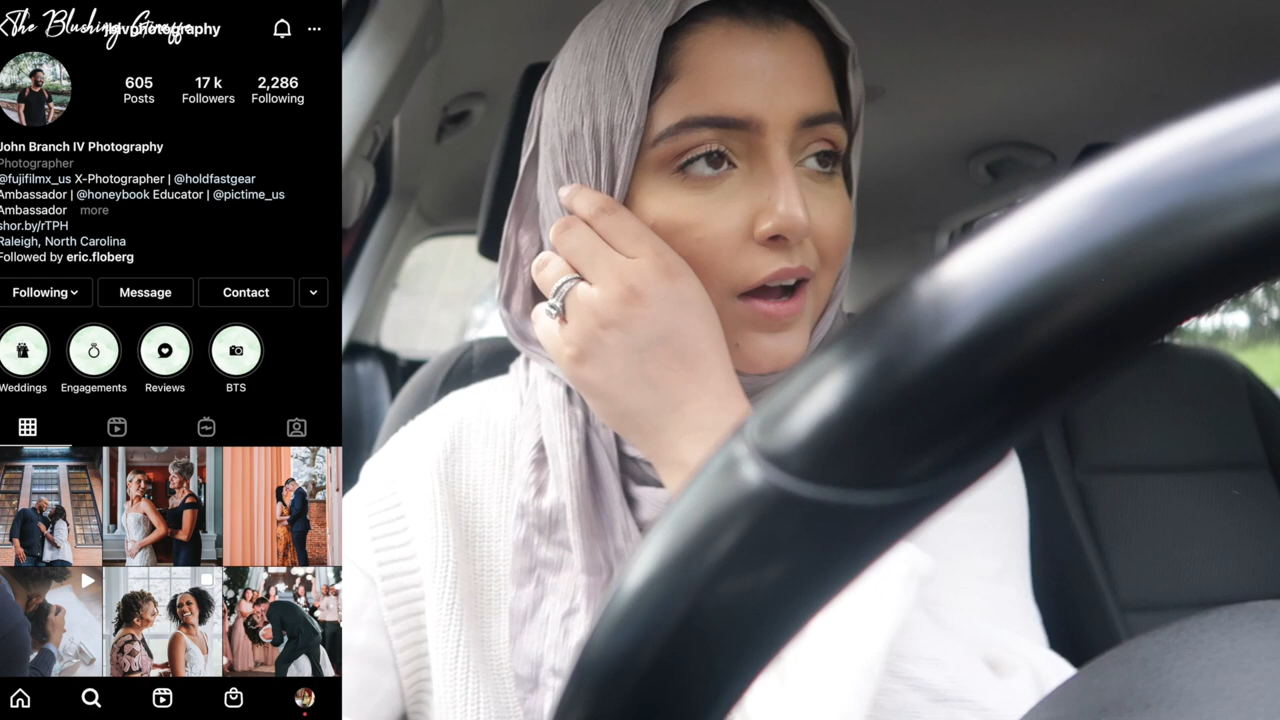 The Blushing Giraffe
jbivphotography
605
17 k
2,286
Posts
Followers
Following
John Branch IV Photography
Photographer
@fujifilmx_us X-Photographer | @holdfastgear
Ambassador | @honeybook Educator | @pictime_us
Ambassador more
shor.by/rTPH
Raleigh, North Carolina
Followed by eric.floberg
Following
Message
Contact
Weddings
Engagements
Reviews
BTS